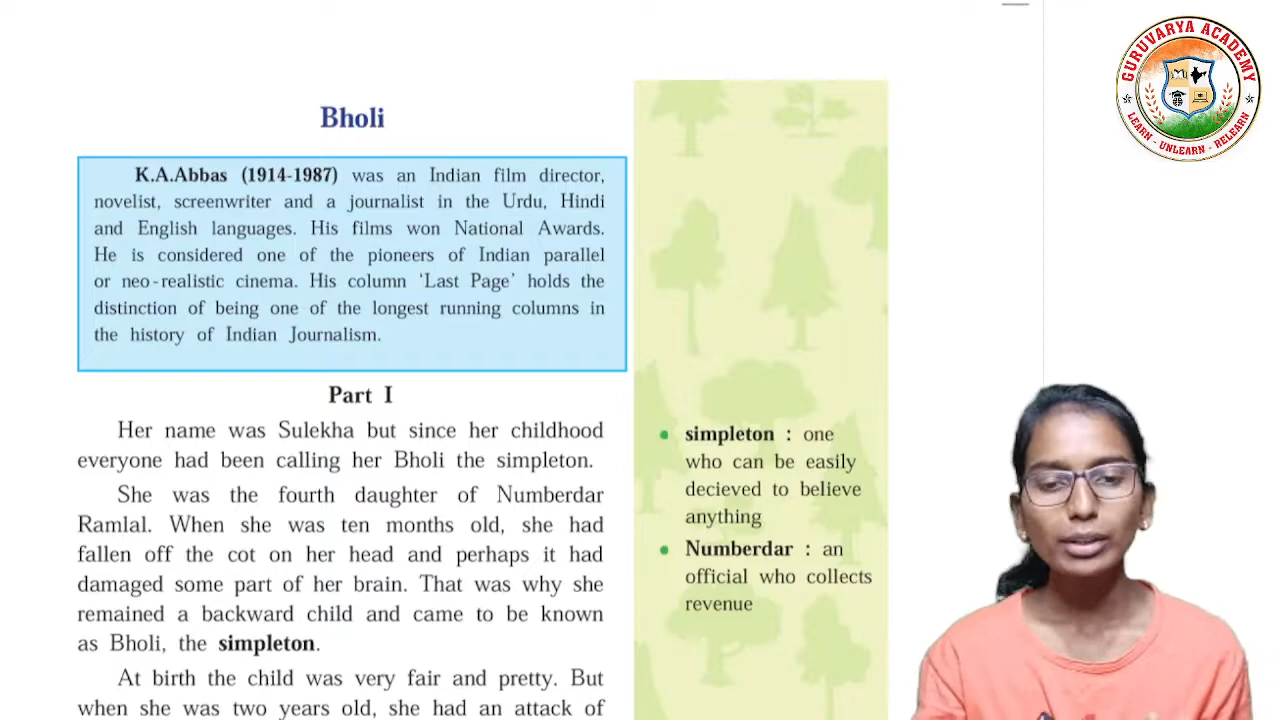 Bholi
K.A.Abbas (1914-1987) was an Indian film director,
novelist, screenwriter and a journalist in the Urdu, Hindi
and English languages. His films won National Awards.
He is considered one of the pioneers of Indian parallel
or neo-realistic cinema. His column ‘Last Page’ holds the
distinction of being one of the longest running columns in
the history of Indian Journalism.
Part I
Her name was Sulekha but since her childhood
everyone had been calling her Bholi the simpleton.
She was the fourth daughter of Numberdar
Ramlal. When she was ten months old, she had
fallen off the cot on her head and perhaps it had
damaged some part of her brain. That was why she
remained a backward child and came to be known
as Bholi, the simpleton.
At birth the child was very fair and pretty. But
when she was two years old, she had an attack of
• simpleton : one
who can be easily
decieved to believe
anything
• Numberdar : an
official who collects
revenue
GURUVARYA ACADEMY
LEARN - UNLEARN - RELEARN